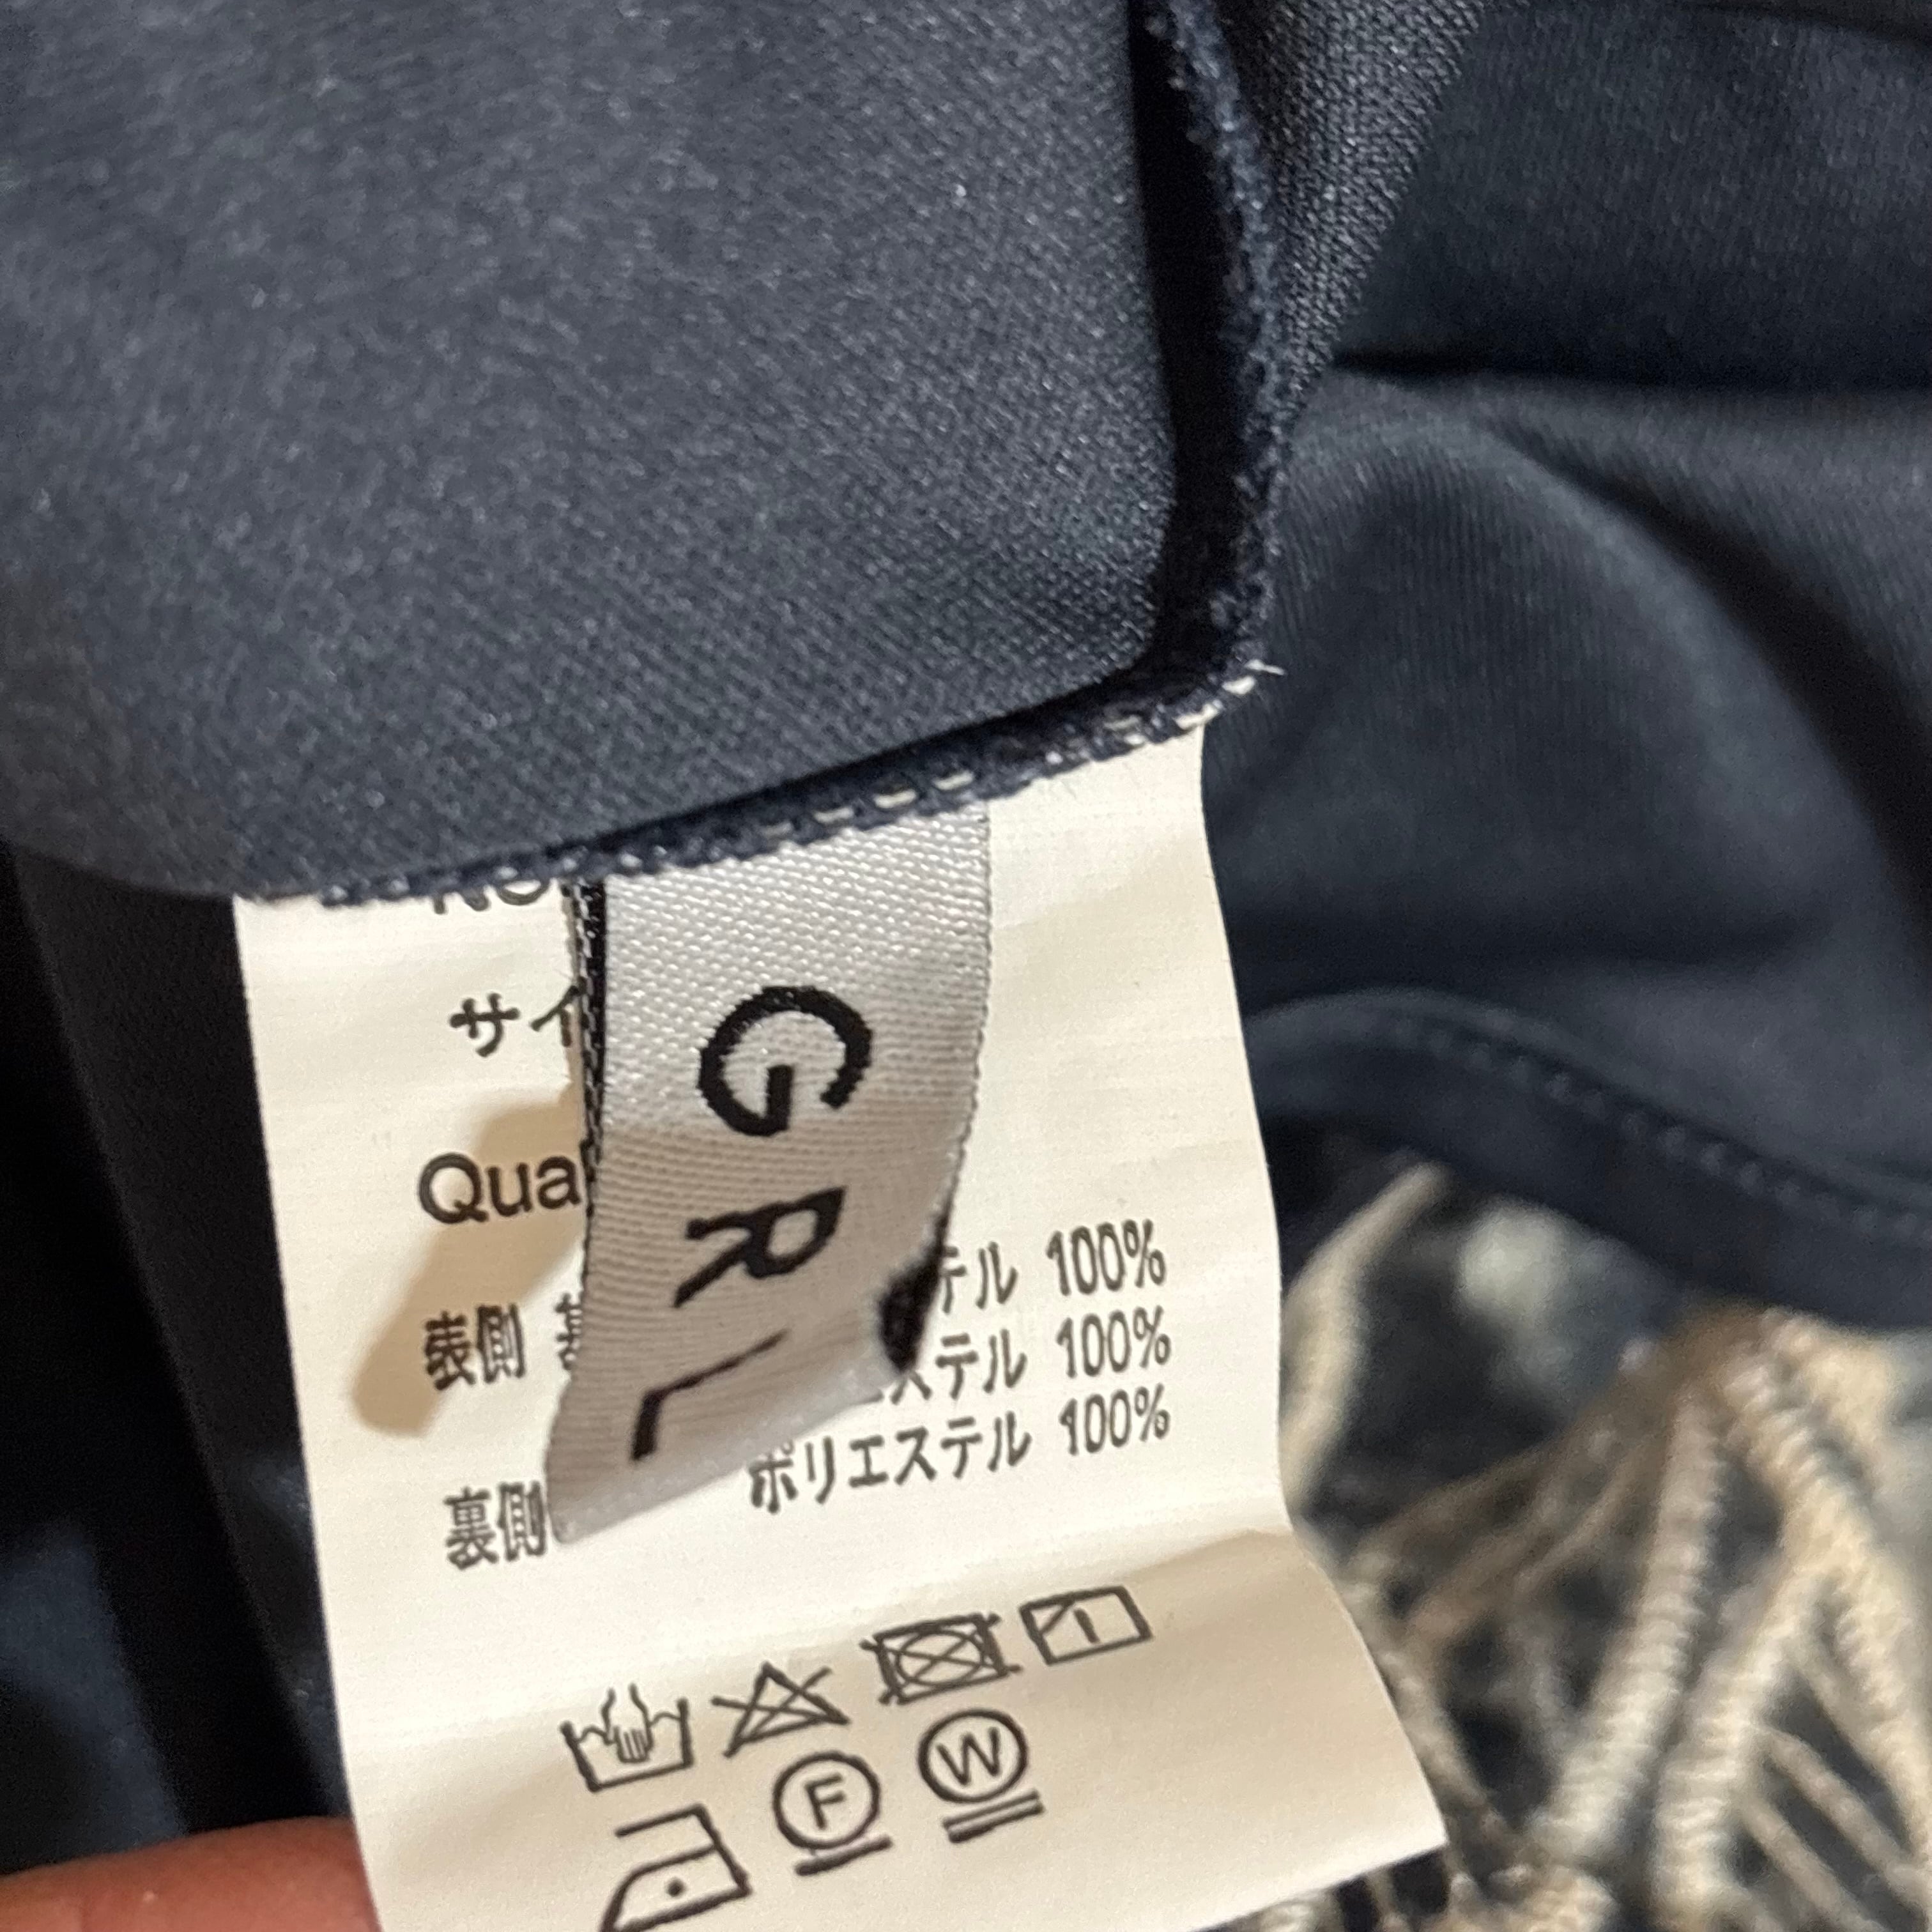 サイ
Qua
表側
テル 100%
ステル 100%
裏側
ポリエステル 100%
GRL
F
W